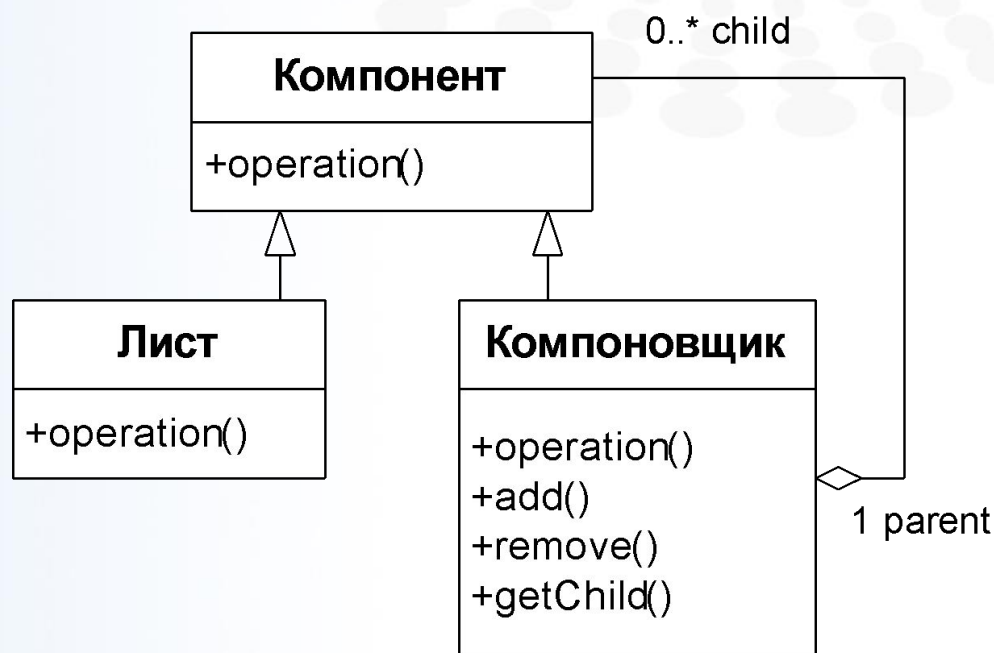 0..* child
Компонент
+operation()
Лист
+operation()
Компоновщик
+operation()
+add()
+remove()
+getChild()
1 parent